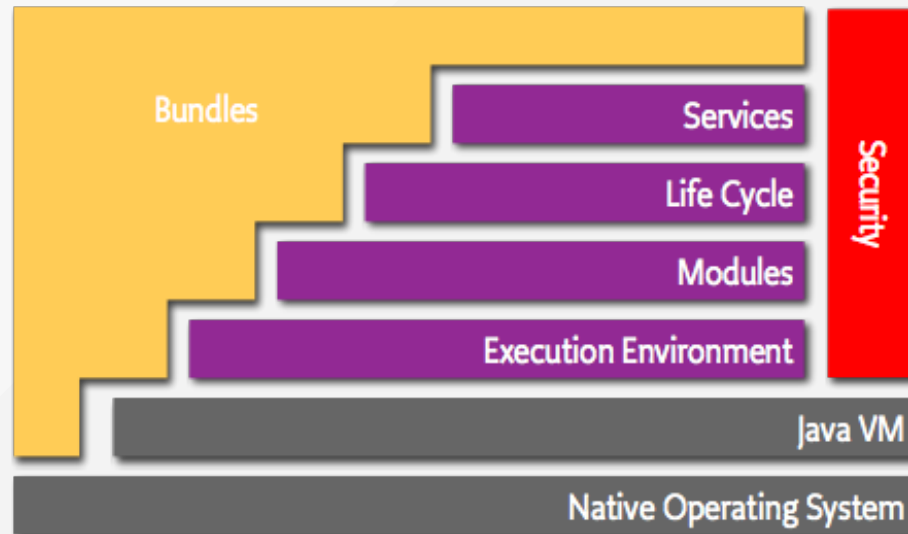 Bundles
Services
Life Cycle
Modules
Execution Environment
Security
Java VM
Native Operating System